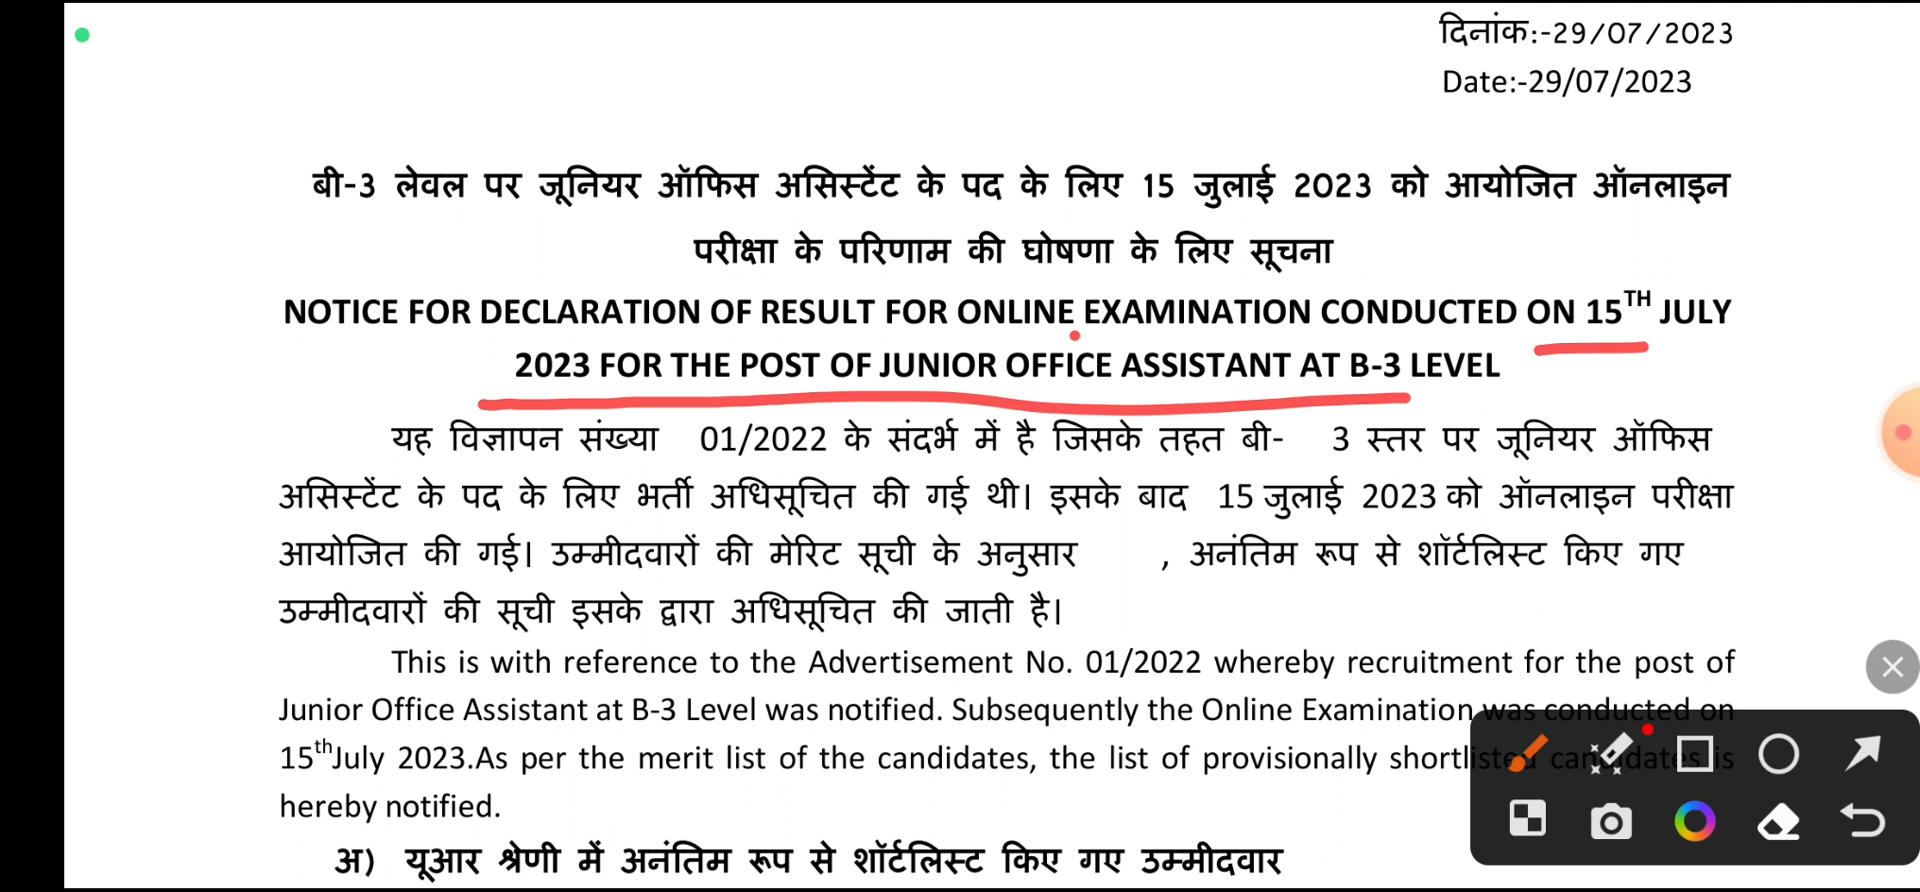 दिनांक:-29/07/2023
Date:-29/07/2023
बी-3 लेवल पर जूनियर ऑफिस असिस्टेंट के पद के लिए 15 जुलाई 2023 को आयोजित ऑनलाइन
परीक्षा के परिणाम की घोषणा के लिए सूचना
NOTICE FOR DECLARATION OF RESULT FOR ONLINE EXAMINATION CONDUCTED ON 15TH JULY
2023 FOR THE POST OF JUNIOR OFFICE ASSISTANT AT B-3 LEVEL
यह विज्ञापन संख्या 01/2022 के संदर्भ में है जिसके तहत बी- 3 स्तर पर जूनियर ऑफिस
असिस्टेंट के पद के लिए भर्ती अधिसूचित की गई थी। इसके बाद 15 जुलाई 2023 को ऑनलाइन परीक्षा
आयोजित की गई। उम्मीदवारों की मेरिट सूची के अनुसार , अनंतिम रूप से शॉर्टलिस्ट किए गए
उम्मीदवारों की सूची इसके द्वारा अधिसूचित की जाती है।
This is with reference to the Advertisement No. 01/2022 whereby recruitment for the post of
Junior Office Assistant at B-3 Level was notified. Subsequently the Online Examination was conducted on
15thJuly 2023.As per the merit list of the candidates, the list of provisionally shortlisted candidates is
hereby notified.
अ) यूआर श्रेणी में अनंतिम रूप से शॉर्टलिस्ट किए गए उम्मीदवार